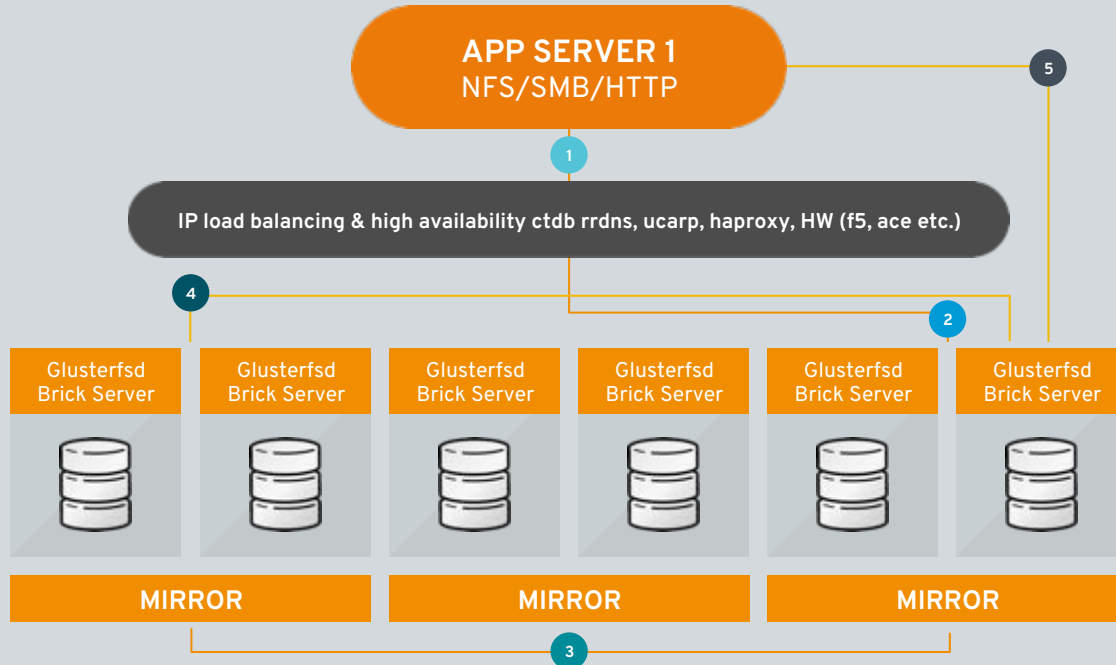 APP SERVER 1
NFS/SMB/HTTP
5
1
IP load balancing & high availability ctdb rrdns, ucarp, haproxy, HW (f5, ace etc.)
4
2
Glusterfsd
Brick Server
Glusterfsd
Brick Server
Glusterfsd
Brick Server
Glusterfsd
Brick Server
Glusterfsd
Brick Server
Glusterfsd
Brick Server
MIRROR
MIRROR
MIRROR
3